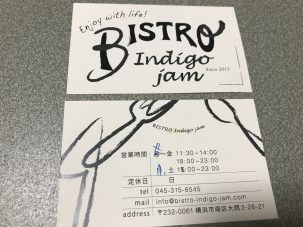 Enjoy with life!
BISTRO
Indigo
jam
Since 2013
BISTRO Indigo jam
営業時間 金 11:30~14:00
18:00~23:00
土 18:00~23:00
定休日 日
tel 045-315-6545
mail info@bistro-indigo-jam.com
address 〒232-0061 横浜市南区大岡2-26-21